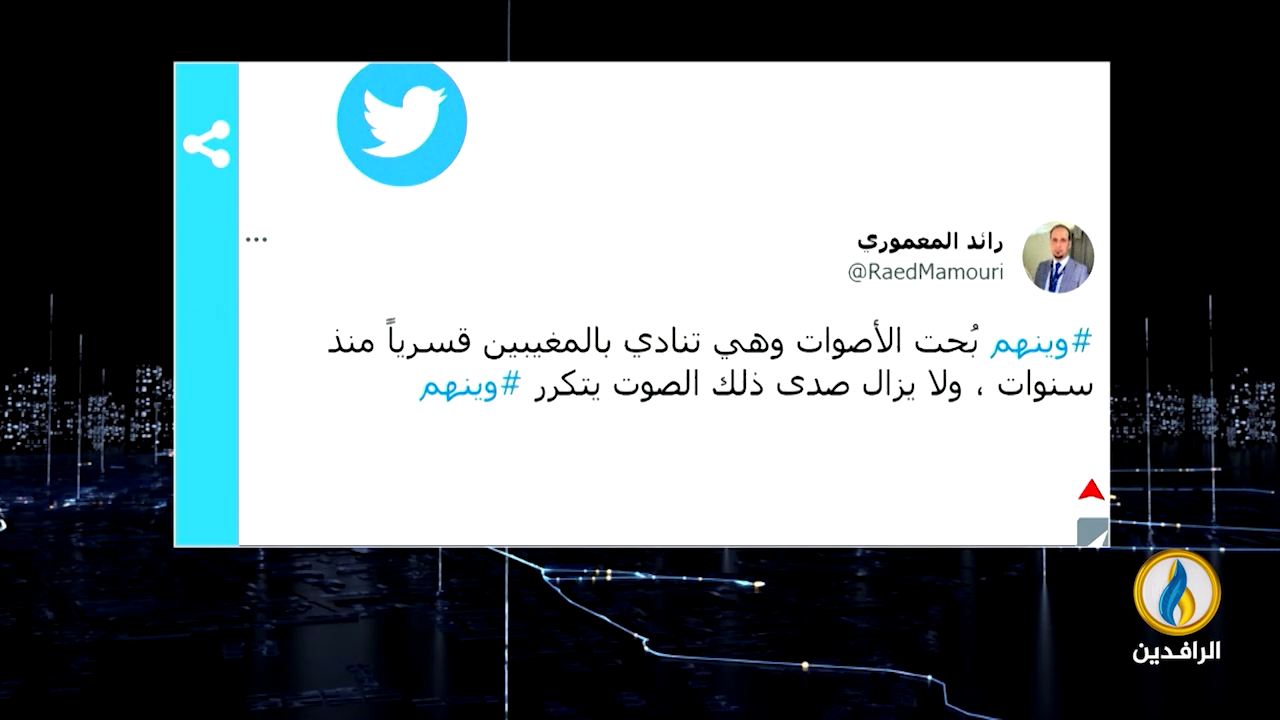 رائد المعموري
@RaedMamouri
#وينهم بُحت الأصوات وهي تنادي بالمغيبين قسرياً منذ
سنوات ، ولا يزال صدى ذلك الصوت يتكرر #وينهم
الرافدين